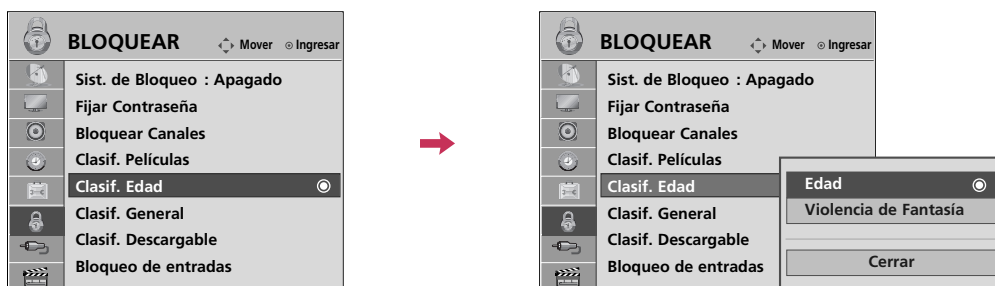 BLOQUEAR Mover Ingresar
Sist. de Bloqueo : Apagado
Fijar Contraseña
Bloquear Canales
Clasif. Películas
Clasif. Edad
Clasif. General
Clasif. Descargable
Bloqueo de entradas
BLOQUEAR Mover Ingresar
Sist. de Bloqueo : Apagado
Fijar Contraseña
Bloquear Canales
Clasif. Películas
Clasif. Edad
Clasif. General
Clasif. Descargable
Bloqueo de entradas
Edad
Violencia de Fantasía
Cerrar